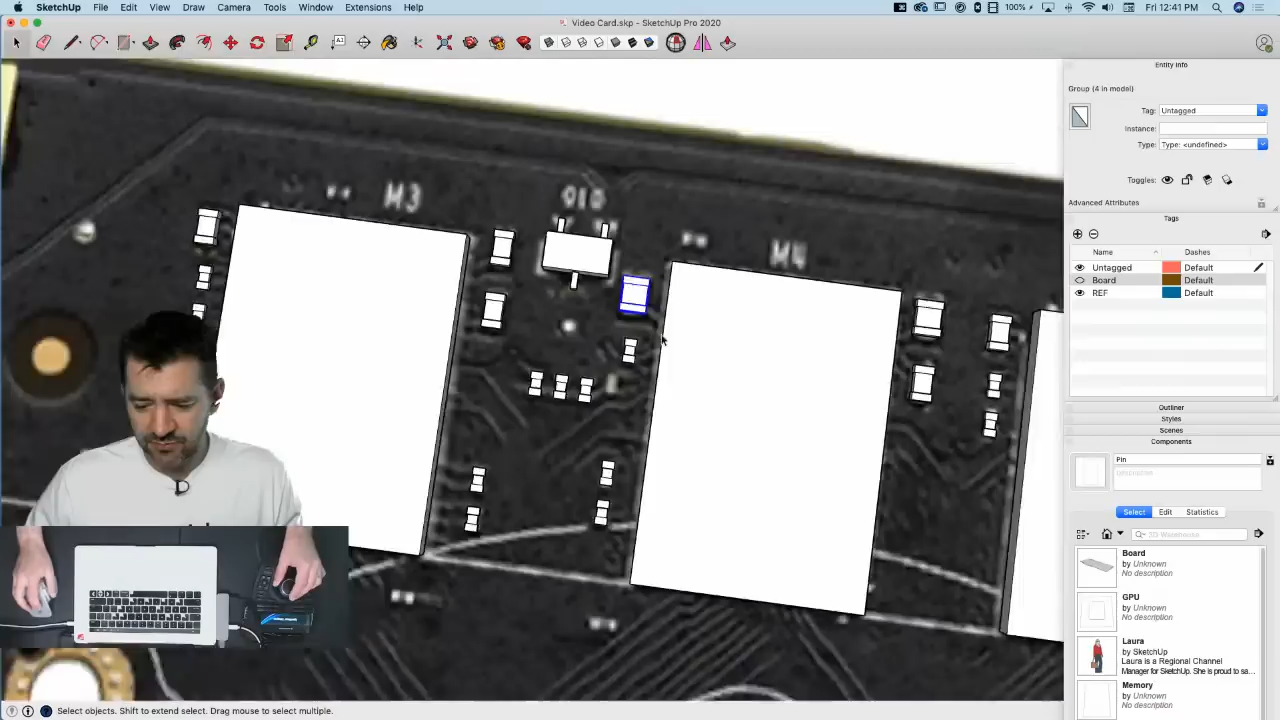 SketchUp File Edit View Draw Camera Tools Window Extensions Help
100% Fri Dec 18 12:41 PM
Video Card.skp - SketchUp Pro 2020
Entity Info
Group (4 in model)
Tag: Untagged
Instance:
Type: Type: <undefined>
Toggles:
Advanced Attributes
Tags
Name Dashes
Untagged Default
Board Default
REF Default
Outliner
Styles
Scenes
Components
Pin
Select Edit Statistics
3D Warehouse
Board
by Unknown
No description
GPU
by Unknown
No description
Laura
by SketchUp
Laura is a Regional Channel
Manager for SketchUp. She is proud to sa...
Memory
by Unknown
No description
M3
910
M4
Select objects. Shift to extend select. Drag mouse to select multiple.